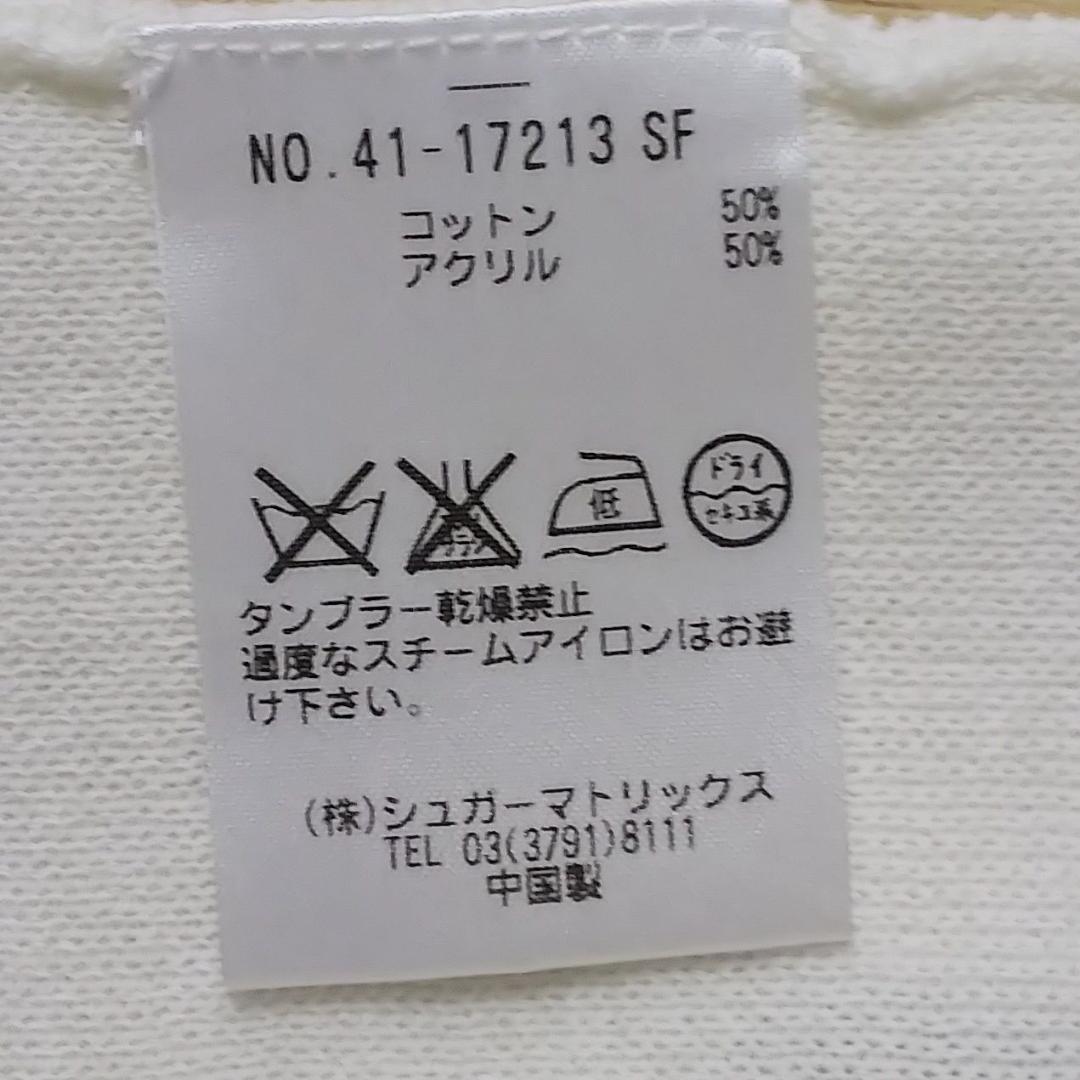 NO.41-17213 SF
コットン 50%
アクリル 50%
低
ドライ
セキユ系
タンブラー乾燥禁止
過度なスチームアイロンはお避
け下さい。
(株)シュガーマトリックス
TEL 03(3791)8111
中国製